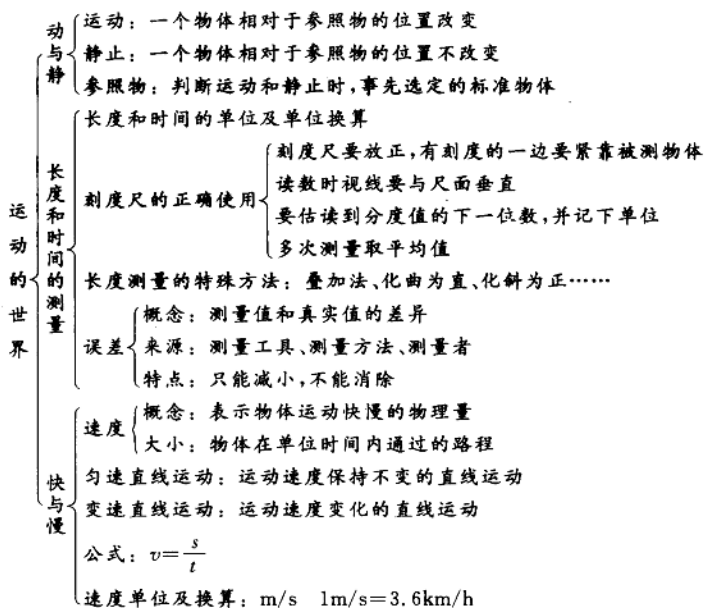 运动的世界
动与静
运动：一个物体相对于参照物的位置改变
静止：一个物体相对于参照物的位置不改变
参照物：判断运动和静止时，事先选定的标准物体
长度和时间的测量
长度和时间的单位及单位换算
刻度尺的正确使用
刻度尺要放正，有刻度的一边要紧靠被测物体
读数时视线要与尺面垂直
要估读到分度值的下一位数，并记下单位
多次测量取平均值
长度测量的特殊方法：叠加法、化曲为直、化斜为正……
误差
概念：测量值和真实值的差异
来源：测量工具、测量方法、测量者
特点：只能减小，不能消除
快与慢
速度
概念：表示物体运动快慢的物理量
大小：物体在单位时间内通过的路程
匀速直线运动：运动速度保持不变的直线运动
变速直线运动：运动速度变化的直线运动
公式：v=s/t
速度单位及换算：m/s 1m/s=3.6km/h